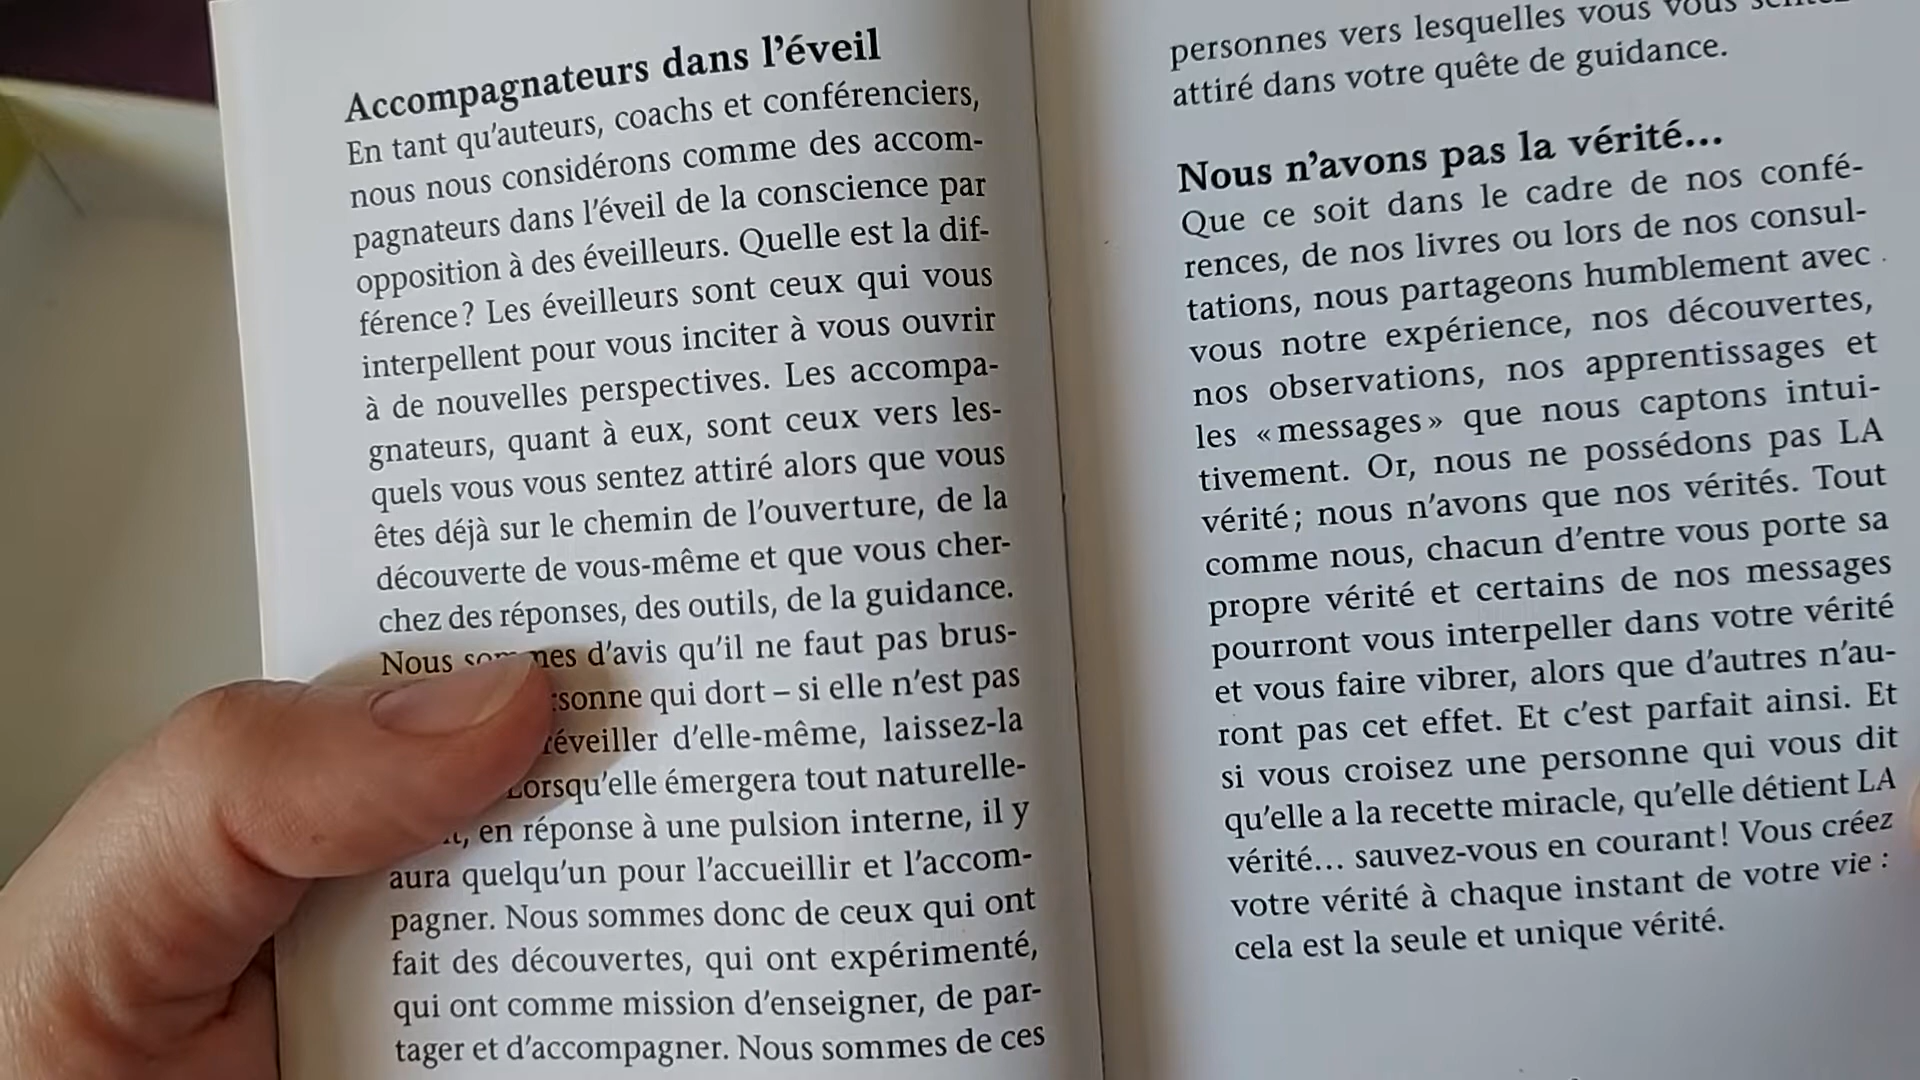 Accompagnateurs dans l'éveil
En tant qu'auteurs, coachs et conférenciers,
nous nous considérons comme des accom-
pagnateurs dans l'éveil de la conscience par
opposition à des éveilleurs. Quelle est la dif-
férence? Les éveilleurs sont ceux qui vous
interpellent pour vous inciter à vous ouvrir
à de nouvelles perspectives. Les accompa-
gnateurs, quant à eux, sont ceux vers les-
quels vous vous sentez attiré alors que vous
êtes déjà sur le chemin de l'ouverture, de la
découverte de vous-même et que vous cher-
chez des réponses, des outils, de la guidance.
Nous sommes d'avis qu'il ne faut pas brus-
qui dort – si elle n'est pas
réveiller d'elle-même, laissez-la
Lorsqu'elle émergera tout naturelle-
en réponse à une pulsion interne, il y
aura quelqu'un pour l'accueillir et l'accom-
pagner. Nous sommes donc de ceux qui ont
fait des découvertes, qui ont expérimenté,
qui ont comme mission d'enseigner, de par-
tager et d'accompagner. Nous sommes de ces
personnes vers lesquelles vous vous sentez
attiré dans votre quête de guidance.
Nous n'avons pas la vérité...
Que ce soit dans le cadre de nos confé-
rences, de nos livres ou lors de nos consul-
tations, nous partageons humblement avec
vous notre expérience, nos découvertes,
nos observations, nos apprentissages et
les «messages» que nous captons intui-
tivement. Or, nous ne possédons pas LA
vérité; nous n'avons que nos vérités. Tout
comme nous, chacun d'entre vous porte sa
propre vérité et certains de nos messages
pourront vous interpeller dans votre vérité
et vous faire vibrer, alors que d'autres n'au-
ront pas cet effet. Et c'est parfait ainsi. Et
si vous croisez une personne qui vous dit
qu'elle a la recette miracle, qu'elle détient LA
vérité... sauvez-vous en courant! Vous créez
votre vérité à chaque instant de votre vie :
cela est la seule et unique vérité.